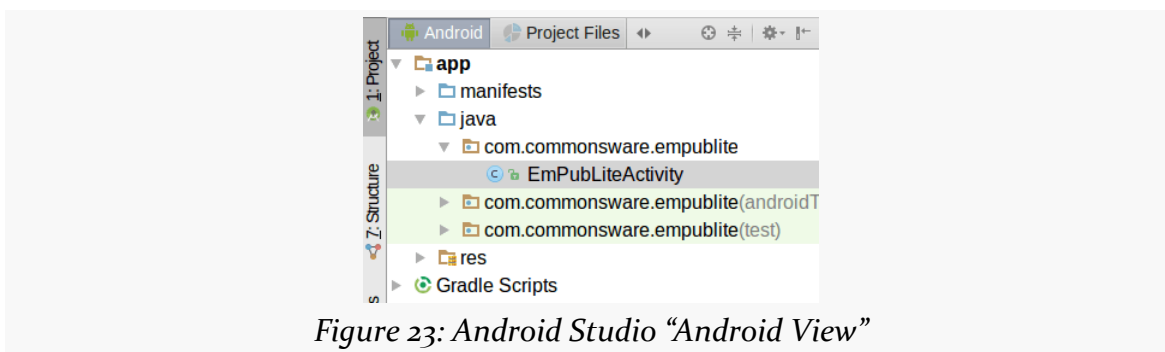 Android Project Files
1: Project
app
manifests
java
com.commonsware.empublite
EmPubLiteActivity
com.commonsware.empublite(androidT
com.commonsware.empublite(test)
res
Gradle Scripts
7: Structure
Figure 23: Android Studio “Android View”